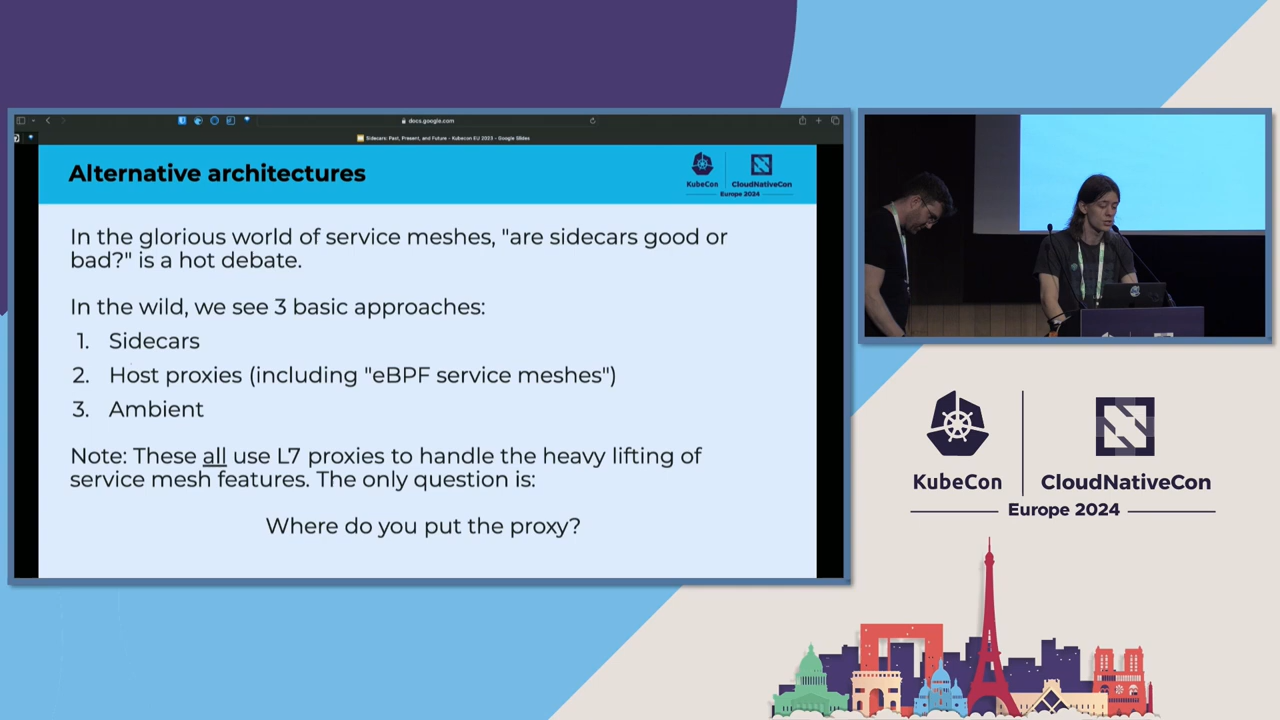 docs.google.com
Sidecars: Past, Present, and Future - Kubecon EU 2023 - Google Slides
Alternative architectures
KubeCon
CloudNativeCon
Europe 2024
In the glorious world of service meshes, "are sidecars good or
bad?" is a hot debate.
In the wild, we see 3 basic approaches:
1. Sidecars
2. Host proxies (including "eBPF service meshes")
3. Ambient
Note: These all use L7 proxies to handle the heavy lifting of
service mesh features. The only question is:
Where do you put the proxy?
KubeCon
CloudNativeCon
Europe 2024